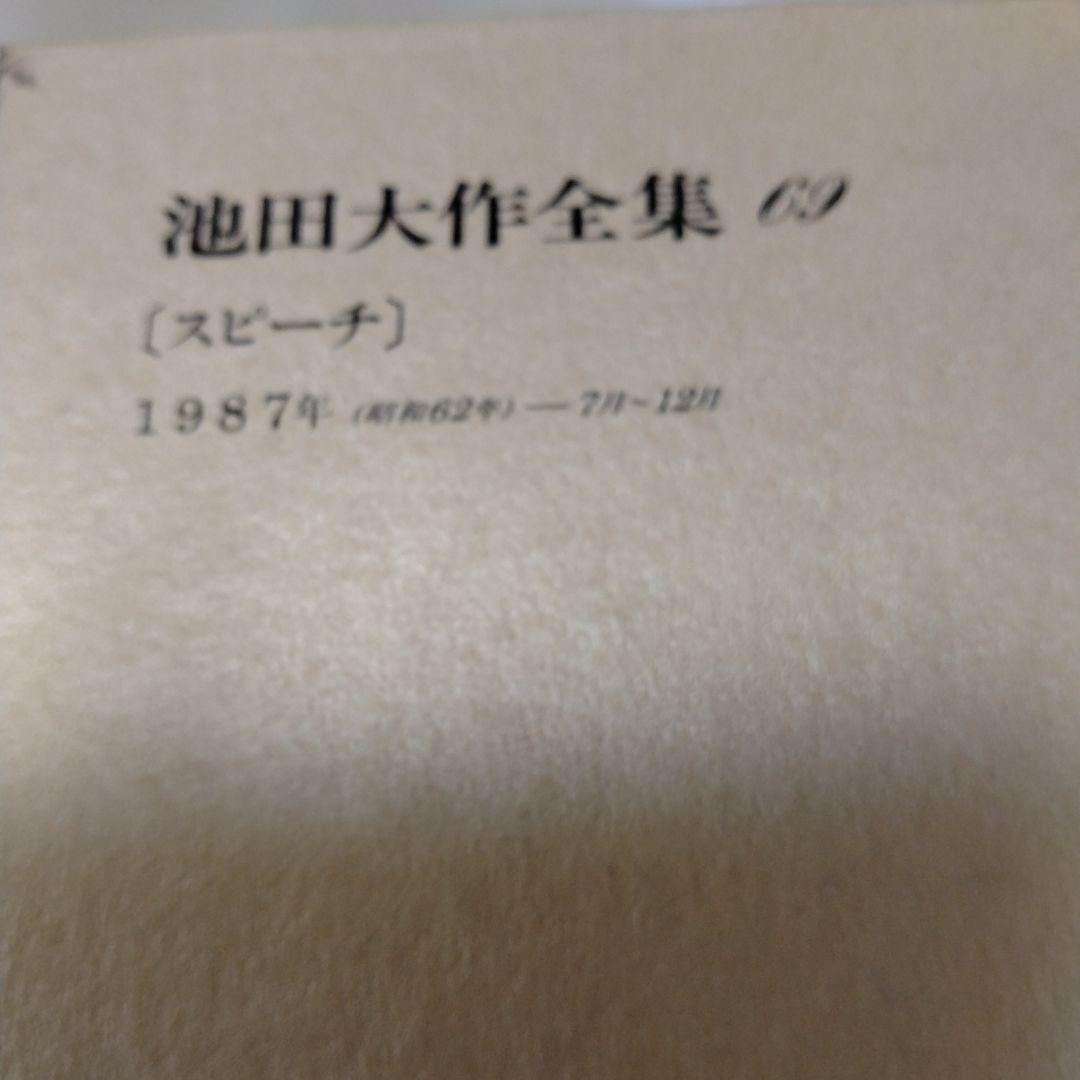 池田大作全集 69
〔スピーチ〕
1987年（昭和62年）― 7月~12月